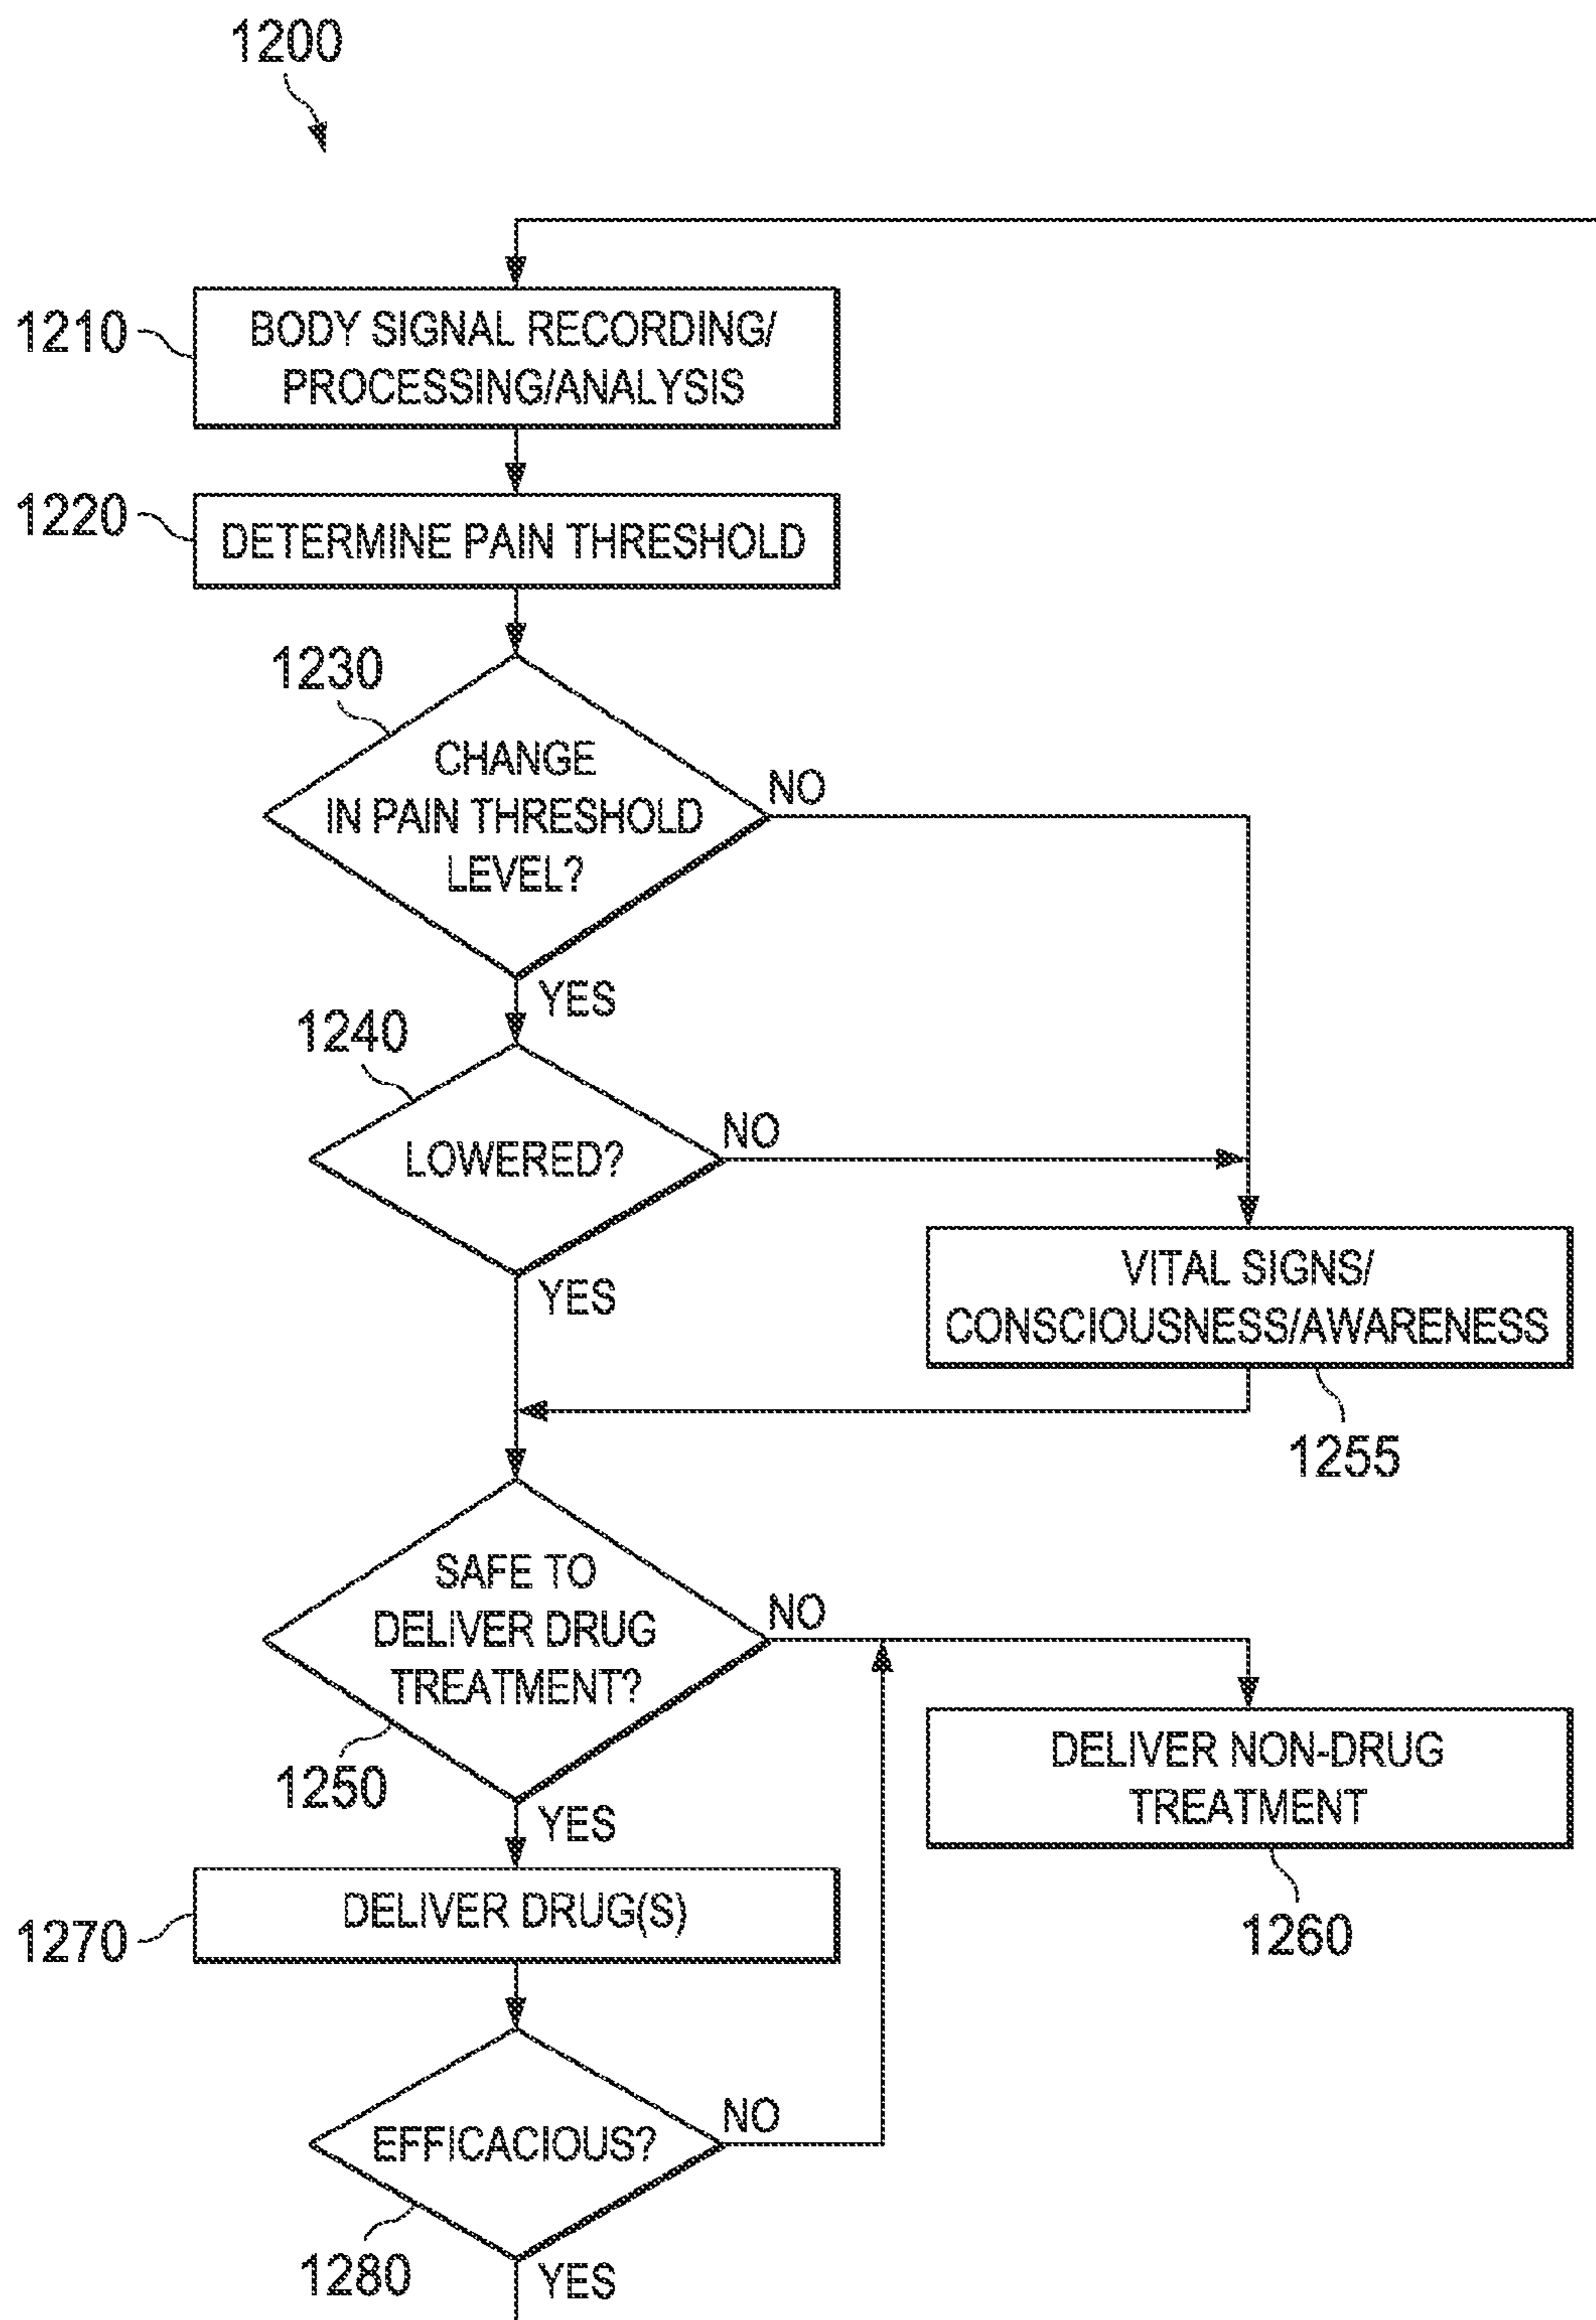 1200
1210
BODY SIGNAL RECORDING/
PROCESSING/ANALYSIS
1220
DETERMINE PAIN THRESHOLD
1230
CHANGE
IN PAIN THRESHOLD
LEVEL?
NO
YES
1240
LOWERED?
NO
YES
VITAL SIGNS/
CONSCIOUSNESS/AWARENESS
1255
SAFE TO
DELIVER DRUG
TREATMENT?
NO
1250
YES
DELIVER NON-DRUG
TREATMENT
1260
1270
DELIVER DRUG(S)
EFFICACIOUS?
NO
1280
YES